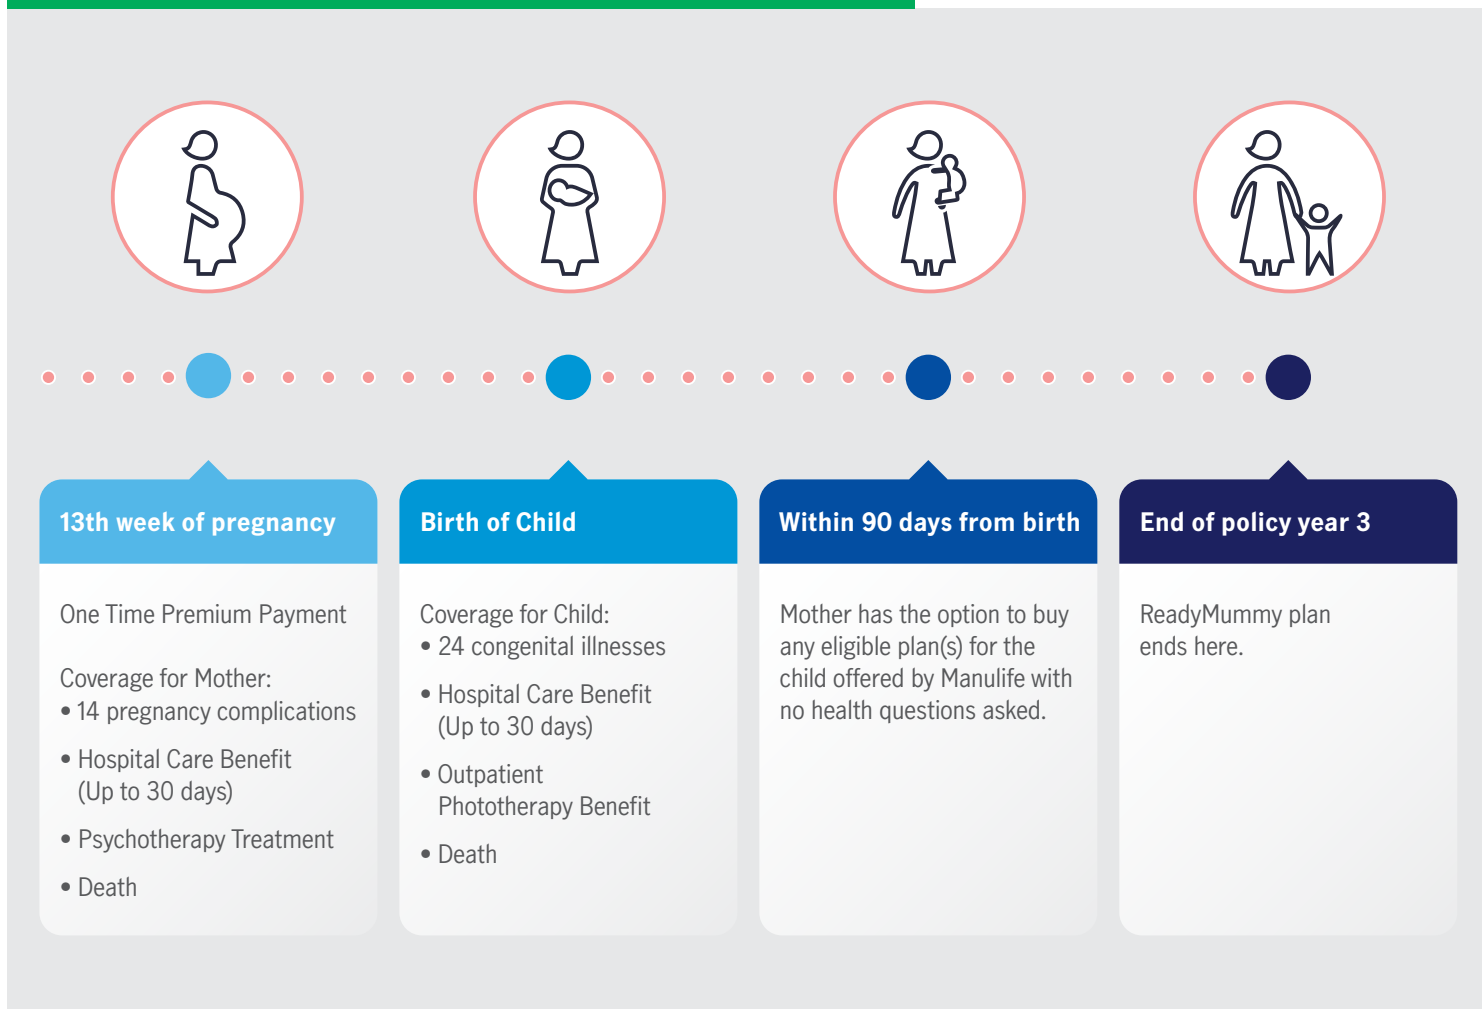 13th week of pregnancy
One Time Premium Payment
Coverage for Mother:
• 14 pregnancy complications
• Hospital Care Benefit
(Up to 30 days)
• Psychotherapy Treatment
• Death
Birth of Child
Coverage for Child:
• 24 congenital illnesses
• Hospital Care Benefit
(Up to 30 days)
• Outpatient
Phototherapy Benefit
• Death
Within 90 days from birth
Mother has the option to buy
any eligible plan(s) for the
child offered by Manulife with
no health questions asked.
End of policy year 3
ReadyMummy plan
ends here.